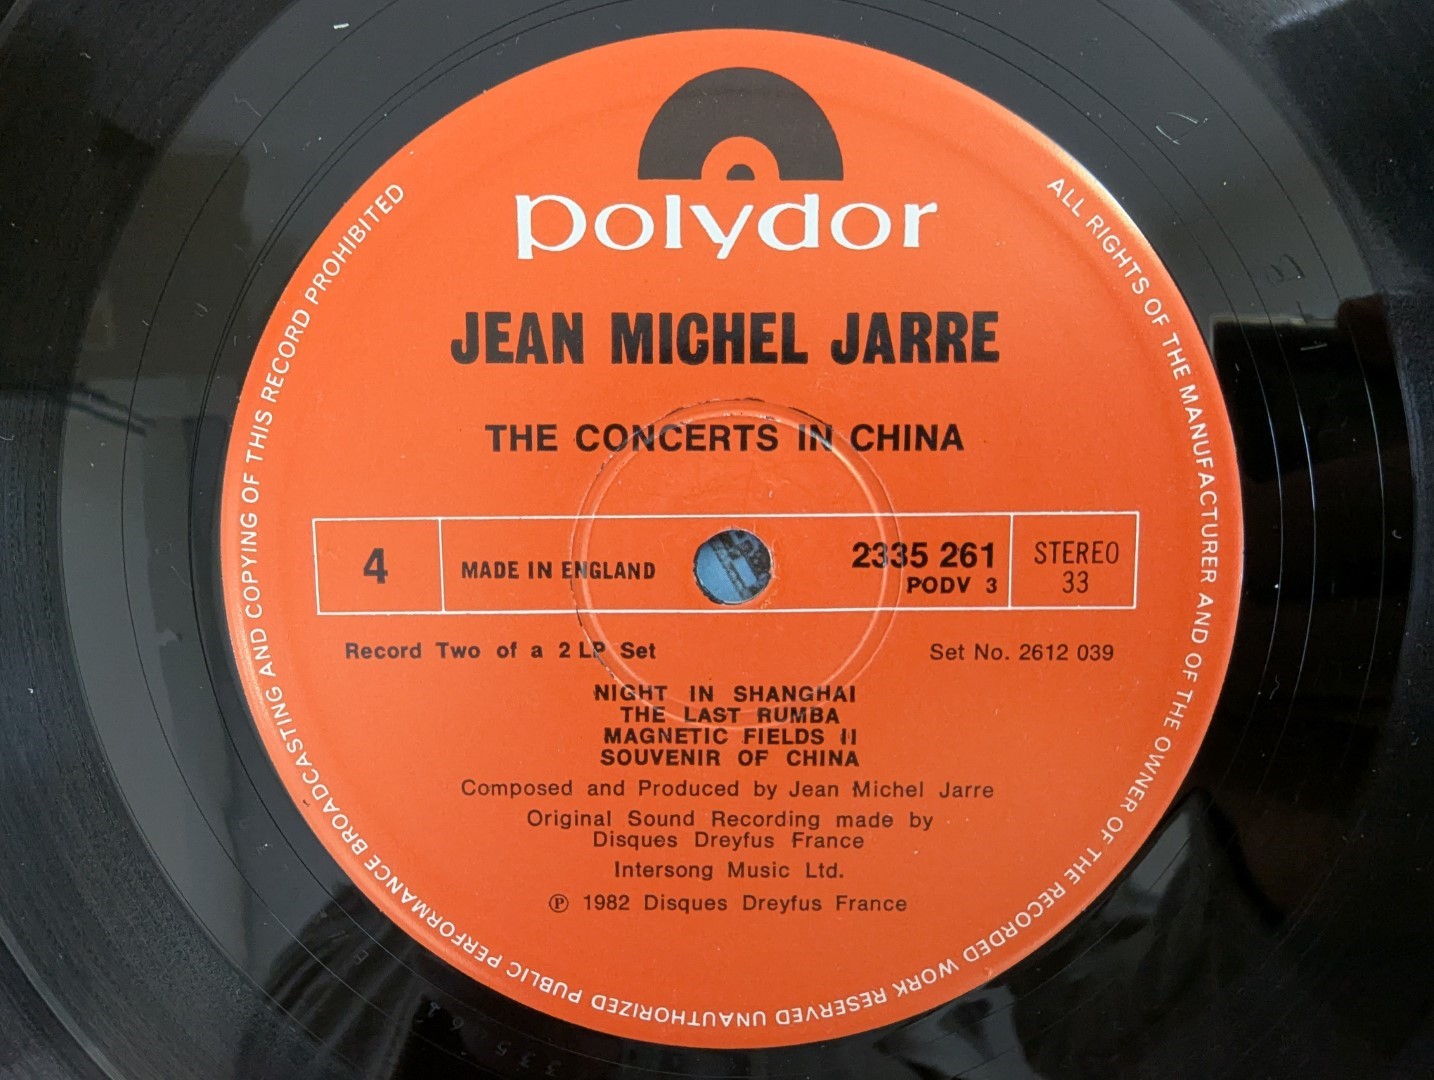 polydor
JEAN MICHEL JARRE
THE CONCERTS IN CHINA
4
MADE IN ENGLAND
2335 261
PODV 3
STEREO
33
Record Two of a 2 LP Set
Set No. 2612 039
NIGHT IN SHANGHAI
THE LAST RUMBA
MAGNETIC FIELDS II
SOUVENIR OF CHINA
Composed and Produced by Jean Michel Jarre
Original Sound Recording made by
Disques Dreyfus France
Intersong Music Ltd.
℗ 1982 Disques Dreyfus France
ALL RIGHTS OF THE MANUFACTURER AND OF THE OWNER OF THE RECORDED WORK RESERVED UNAUTHORIZED PUBLIC PERFORMANCE BROADCASTING AND COPYING OF THIS RECORD PROHIBITED